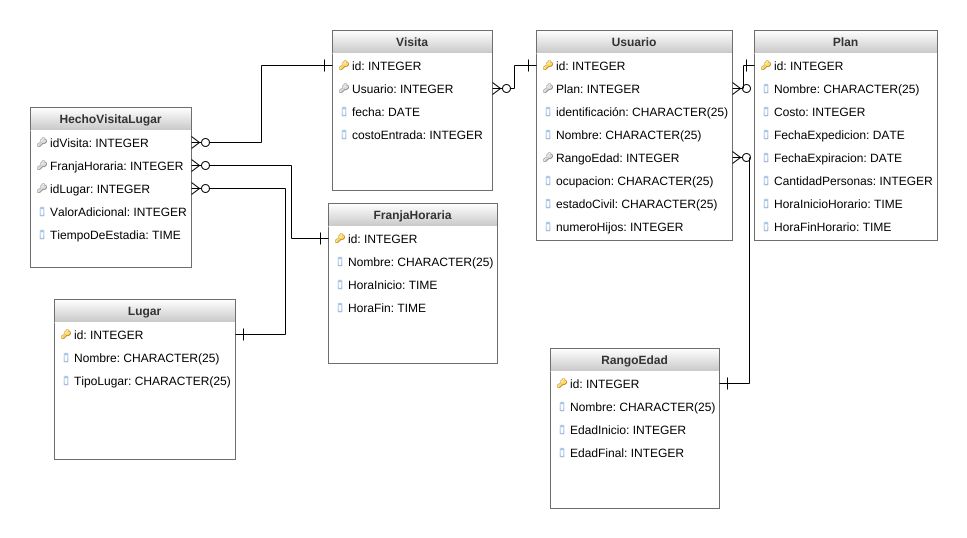 Visita
id: INTEGER
Usuario: INTEGER
fecha: DATE
costoEntrada: INTEGER
Usuario
id: INTEGER
Plan: INTEGER
identificación: CHARACTER(25)
Nombre: CHARACTER(25)
RangoEdad: INTEGER
ocupacion: CHARACTER(25)
estadoCivil: CHARACTER(25)
numeroHijos: INTEGER
Plan
id: INTEGER
Nombre: CHARACTER(25)
Costo: INTEGER
FechaExpedicion: DATE
FechaExpiracion: DATE
CantidadPersonas: INTEGER
HoraInicioHorario: TIME
HoraFinHorario: TIME
HechoVisitaLugar
idVisita: INTEGER
FranjaHoraria: INTEGER
idLugar: INTEGER
ValorAdicional: INTEGER
TiempoDeEstadia: TIME
FranjaHoraria
id: INTEGER
Nombre: CHARACTER(25)
HoraInicio: TIME
HoraFin: TIME
Lugar
id: INTEGER
Nombre: CHARACTER(25)
TipoLugar: CHARACTER(25)
RangoEdad
id: INTEGER
Nombre: CHARACTER(25)
EdadInicio: INTEGER
EdadFinal: INTEGER